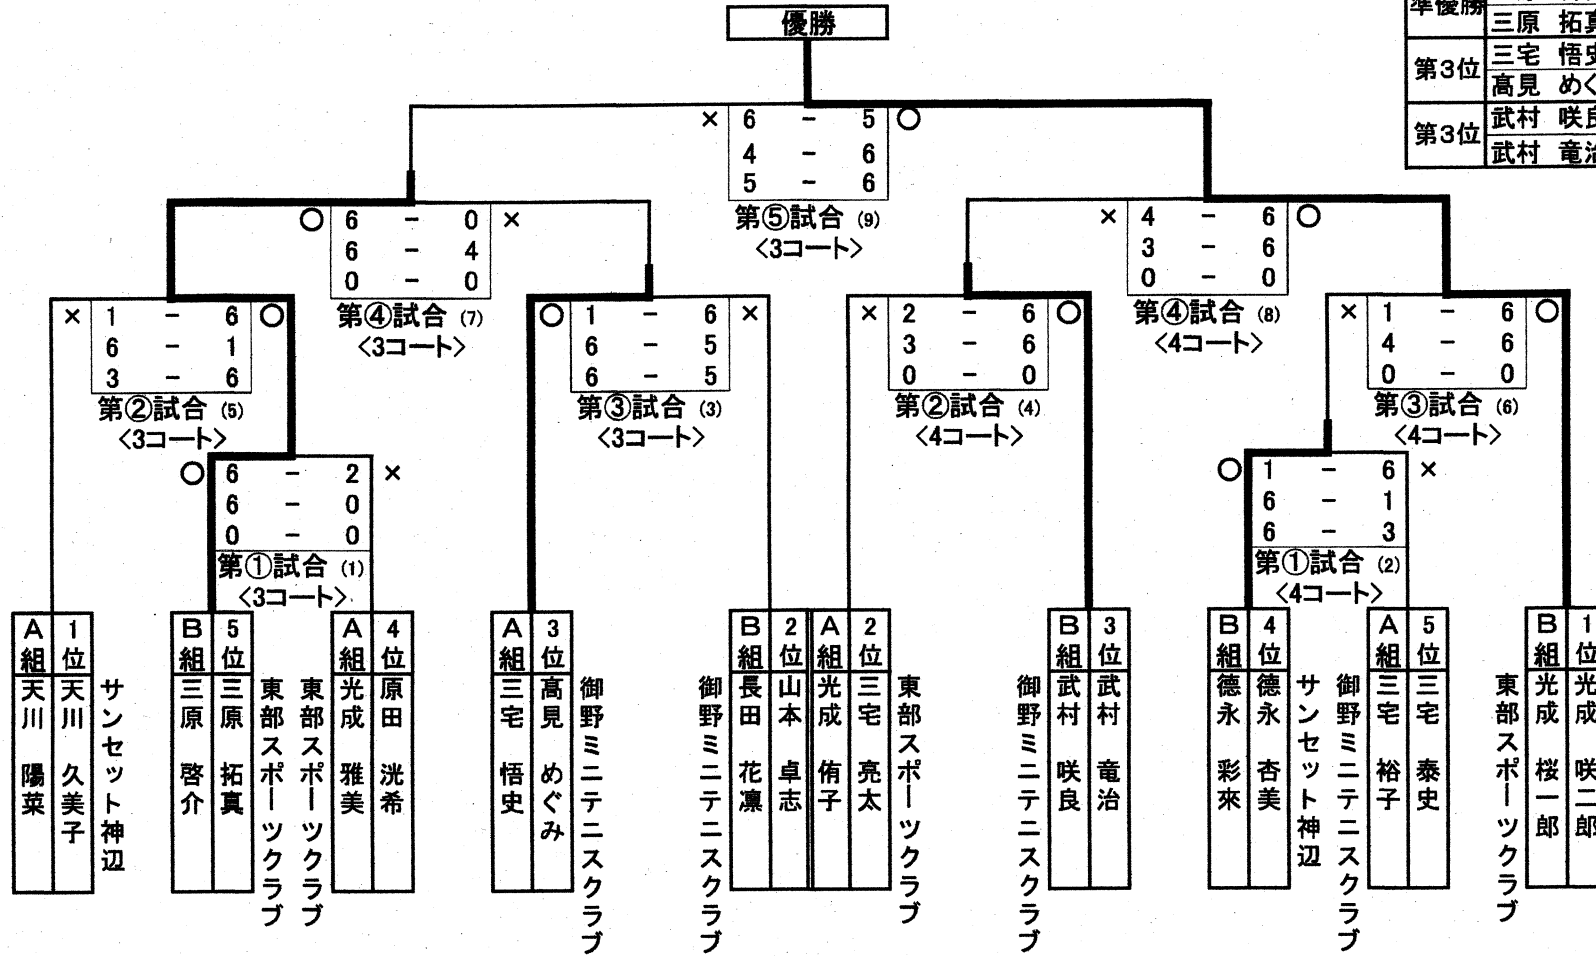 優勝
準優勝
三原 拓真
第3位
三宅 悟史
髙見 めぐ
第3位
武村 咲良
武村 竜治
× 6 - 5 ○
4 - 6
5 - 6
第⑤試合 (9)
<3コート>
○ 6 - 0 ×
6 - 4
0 - 0
第④試合 (7)
<3コート>
× 4 - 6 ○
3 - 6
0 - 0
第④試合 (8)
<4コート>
× 1 - 6 ○
6 - 1
3 - 6
第②試合 (5)
<3コート>
○ 1 - 6 ×
6 - 5
6 - 5
第③試合 (3)
<3コート>
× 2 - 6 ○
3 - 6
0 - 0
第②試合 (4)
<4コート>
× 1 - 6 ○
4 - 6
0 - 0
第③試合 (6)
<4コート>
○ 6 - 2 ×
6 - 0
0 - 0
第①試合 (1)
<3コート>
○ 1 - 6 ×
6 - 1
6 - 3
第①試合 (2)
<4コート>
A組 1位
天川 陽菜
天川 久美子
サンセット神辺
B組 5位
三原 啓介
三原 拓真
東部スポーツクラブ
東部スポーツクラブ
A組 4位
光成 雅美
原田 洸希
A組 3位
三宅 悟史
髙見 めぐみ
御野ミニテニスクラブ
御野ミニテニスクラブ
B組 2位
長田 花凛
山本 卓志
A組 2位
光成 侑子
三宅 亮太
東部スポーツクラブ
御野ミニテニスクラブ
B組 3位
武村 咲良
武村 竜治
B組 4位
德永 彩來
德永 杏美
サンセット神辺
御野ミニテニスクラブ
A組 5位
三宅 裕子
三宅 泰史
東部スポーツクラブ
B組 1位
光成 桜一郎
光成 咲二郎